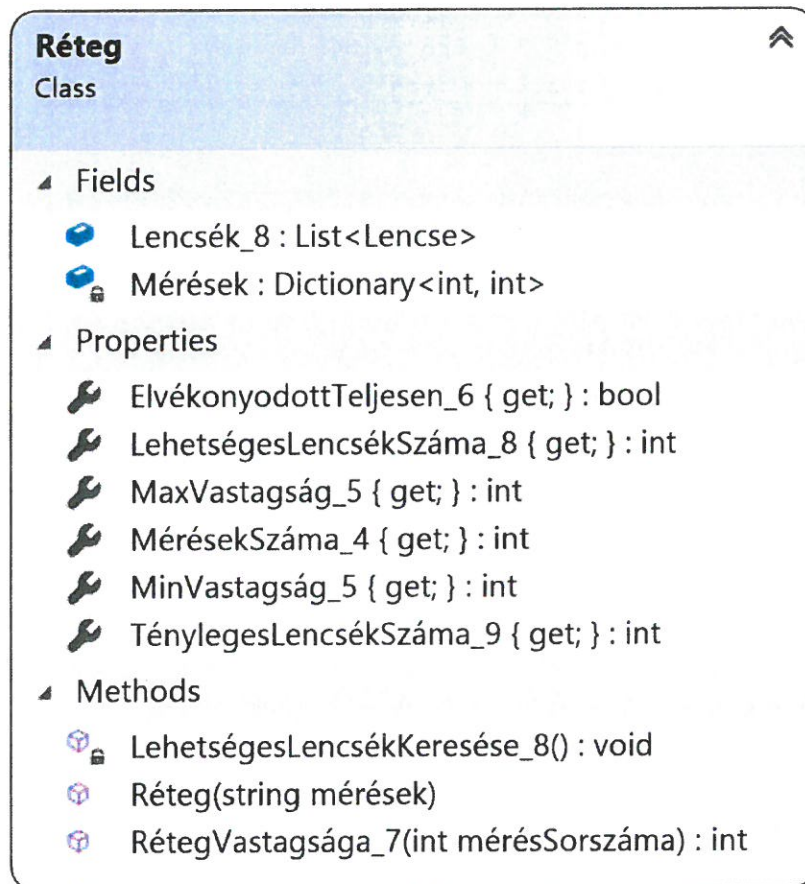 Réteg
Class
Fields
Lencsék_8 : List<Lencse>
Mérések : Dictionary<int, int>
Properties
ElvékonyodottTeljesen_6 { get; } : bool
LehetségesLencsékSzáma_8 { get; } : int
MaxVastagság_5 { get; } : int
MérésekSzáma_4 { get; } : int
MinVastagság_5 { get; } : int
TénylegesLencsékSzáma_9 { get; } : int
Methods
LehetségesLencsékKeresése_8() : void
Réteg(string mérések)
RétegVastagsága_7(int mérésSorszáma) : int